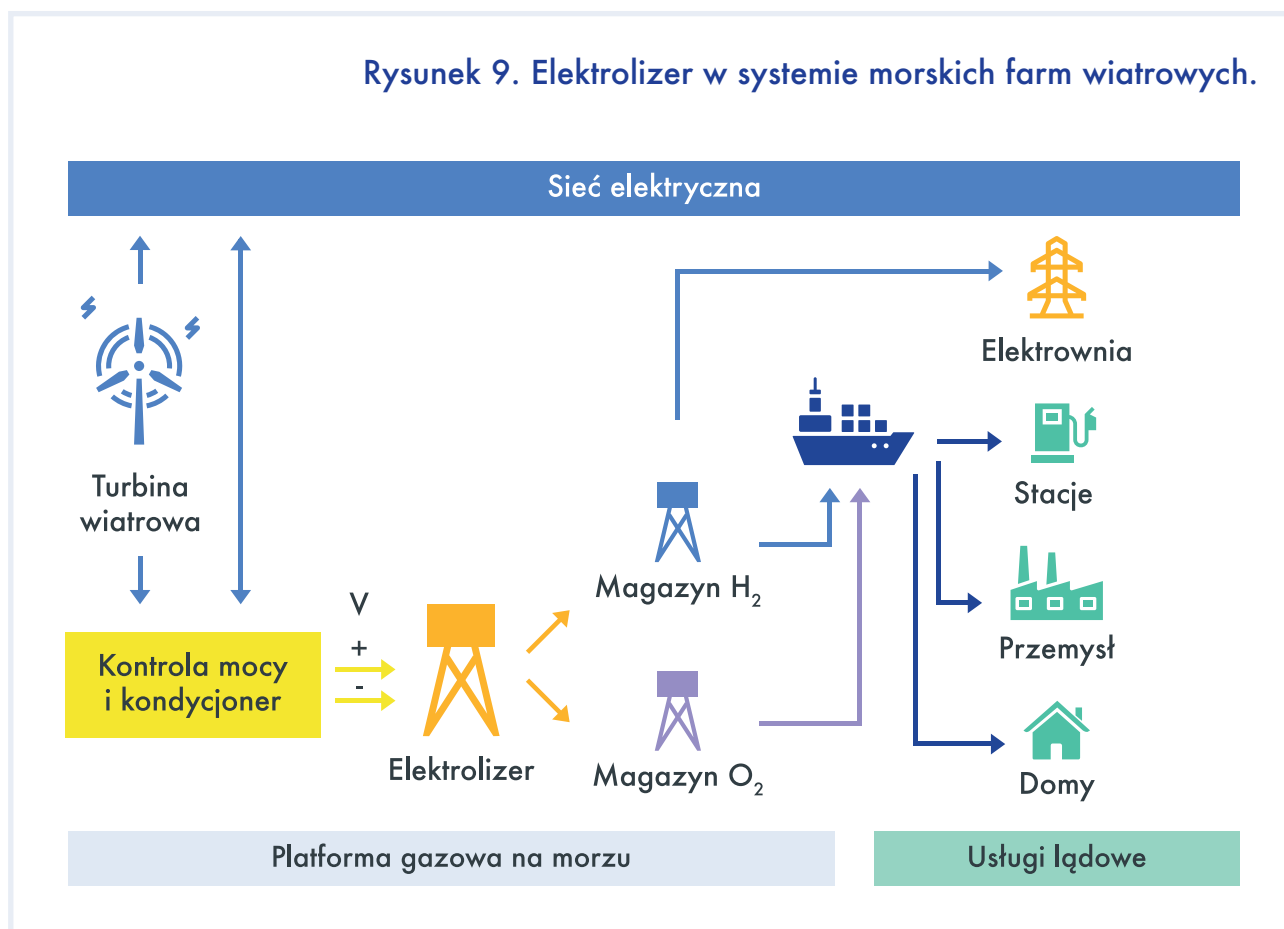 Rysunek 9. Elektrolizer w systemie morskich farm wiatrowych.
Sieć elektryczna
Turbina
wiatrowa
Kontrola mocy
i kondycjoner
V
+
-
Elektrolizer
Magazyn H₂
Magazyn O₂
Elektrownia
Stacje
Przemysł
Domy
Platforma gazowa na morzu
Usługi lądowe